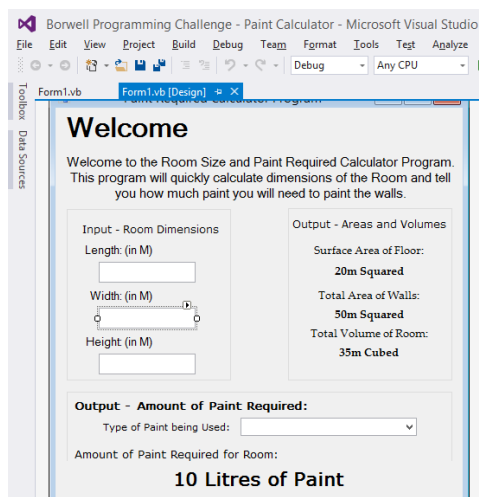 Borwell Programming Challenge - Paint Calculator - Microsoft Visual Studio
File Edit View Project Build Debug Team Format Tools Test Analyze
Debug Any CPU
Toolbox
Data Sources
Form1.vb Form1.vb [Design]
Paint Required Calculator Program
Welcome
Welcome to the Room Size and Paint Required Calculator Program.
This program will quickly calculate dimensions of the Room and tell
you how much paint you will need to paint the walls.
Input - Room Dimensions
Length: (in M)
Width: (in M)
Height: (in M)
Output - Areas and Volumes
Surface Area of Floor:
20m Squared
Total Area of Walls:
50m Squared
Total Volume of Room:
35m Cubed
Output - Amount of Paint Required:
Type of Paint being Used:
Amount of Paint Required for Room:
10 Litres of Paint